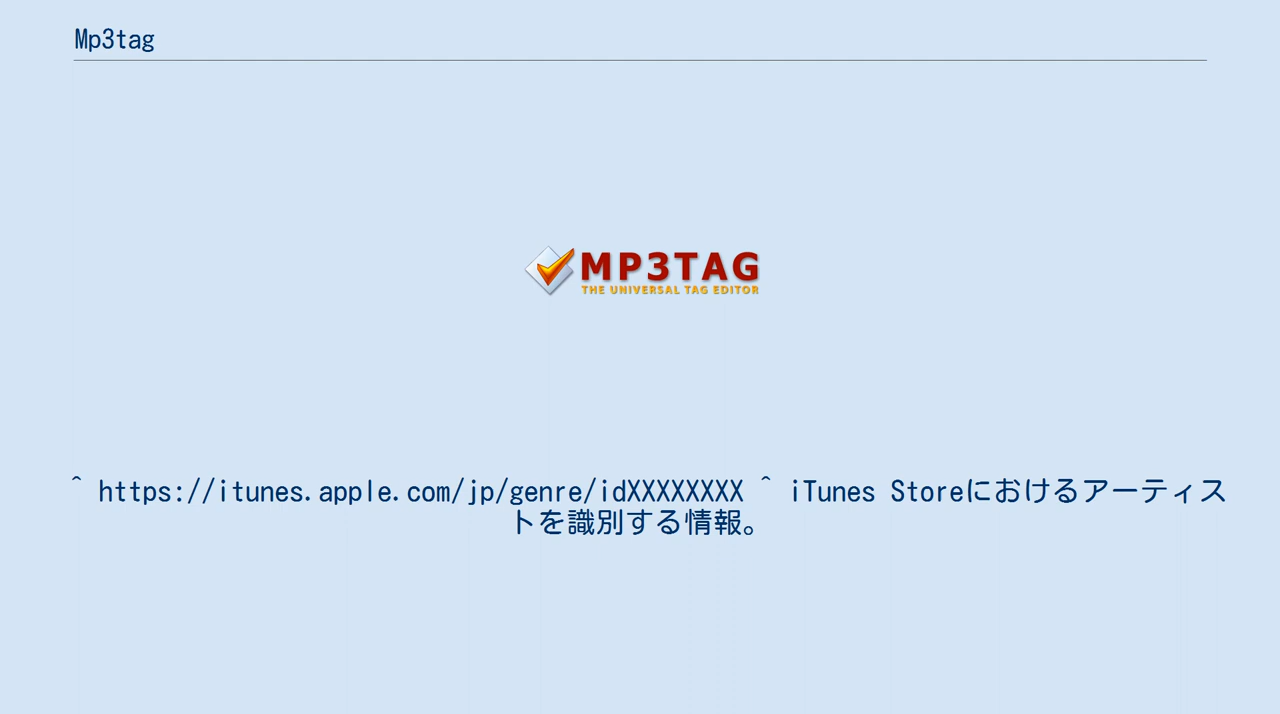 Mp3tag
MP3TAG
THE UNIVERSAL TAG EDITOR
^ https://itunes.apple.com/jp/genre/idXXXXXXXX ^ iTunes Storeにおけるアーティス
トを識別する情報。